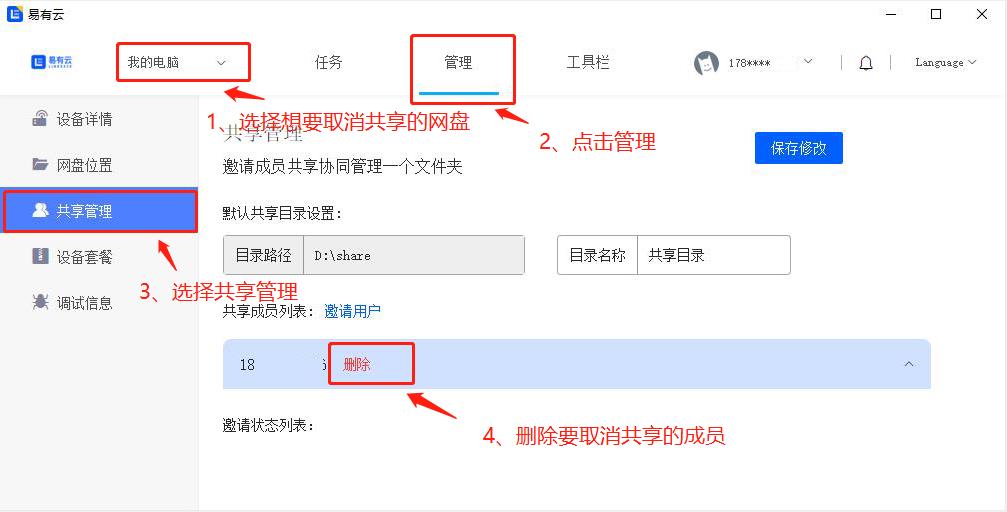 易有云
易有云
LINKEASE
我的电脑
任务
管理
工具栏
178****
Language
1、选择想要取消共享的网盘
2、点击管理
设备详情
网盘位置
共享管理
设备套餐
调试信息
3、选择共享管理
共享管理
保存修改
邀请成员共享协同管理一个文件夹
默认共享目录设置：
目录路径 D:\share
目录名称 共享目录
共享成员列表： 邀请用户
18 6 删除
4、删除要取消共享的成员
邀请状态列表：